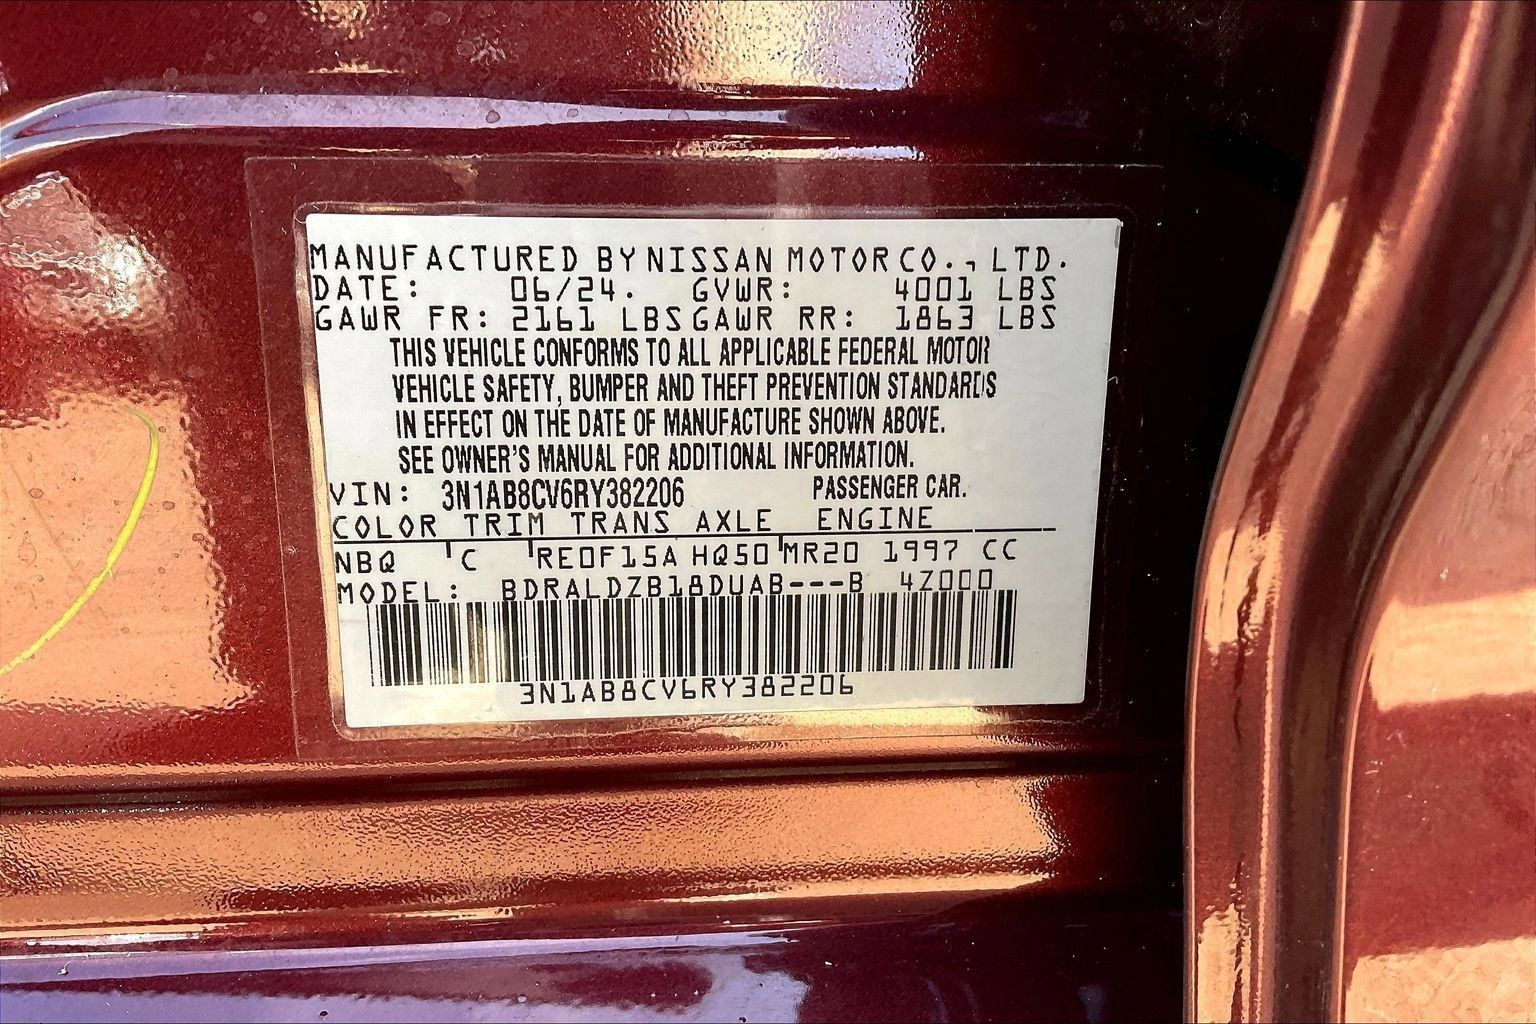 MANUFACTURED BY NISSAN MOTOR CO., LTD.
DATE: 06/24. GVWR: 4001 LBS
GAWR FR: 2161 LBS GAWR RR: 1863 LBS
THIS VEHICLE CONFORMS TO ALL APPLICABLE FEDERAL MOTOR
VEHICLE SAFETY, BUMPER AND THEFT PREVENTION STANDARDS
IN EFFECT ON THE DATE OF MANUFACTURE SHOWN ABOVE.
SEE OWNER'S MANUAL FOR ADDITIONAL INFORMATION.
VIN: 3N1AB8CV6RY382206 PASSENGER CAR.
COLOR TRIM TRANS AXLE ENGINE
NBQ C RE0F15A HQ50 MR20 1997 CC
MODEL: BDRALDZB18DUAB---B 4Z000
3N1AB8CV6RY382206